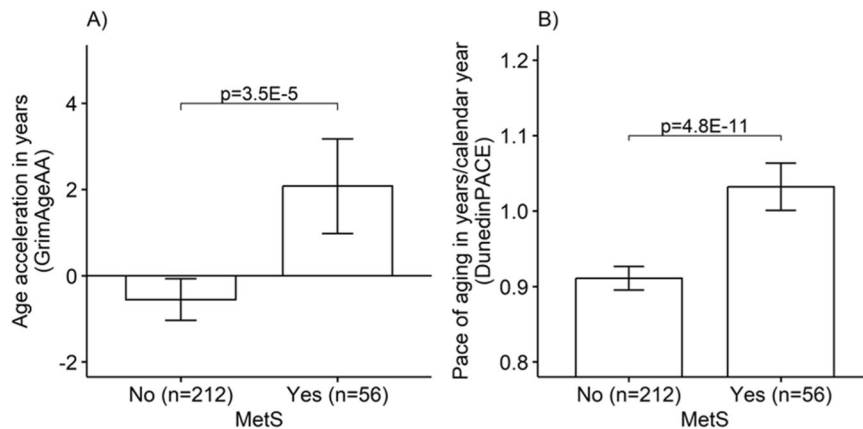 A)
Age acceleration in years
(GrimAgeAA)
4
2
0
-2
p=3.5E-5
No (n=212)
Yes (n=56)
MetS
B)
Pace of aging in years/calendar year
(DunedinPACE)
1.2
1.1
1.0
0.9
0.8
p=4.8E-11
No (n=212)
Yes (n=56)
MetS